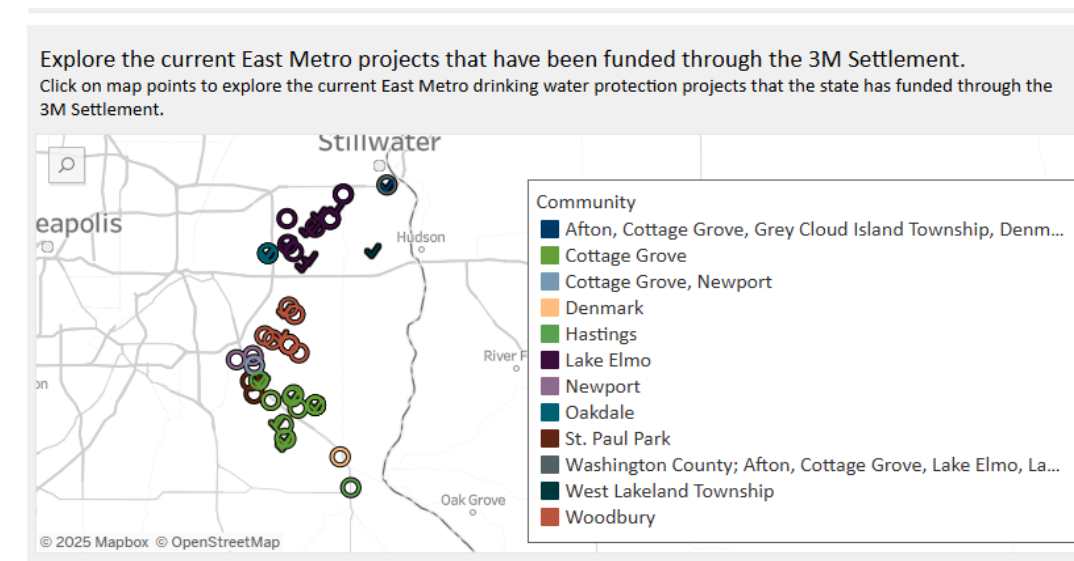 Explore the current East Metro projects that have been funded through the 3M Settlement.
Click on map points to explore the current East Metro drinking water protection projects that the state has funded through the
3M Settlement.
Stillwater
eapolis
Hudson
River F
on
Oak Grove
© 2025 Mapbox © OpenStreetMap
Community
Afton, Cottage Grove, Grey Cloud Island Township, Denm...
Cottage Grove
Cottage Grove, Newport
Denmark
Hastings
Lake Elmo
Newport
Oakdale
St. Paul Park
Washington County; Afton, Cottage Grove, Lake Elmo, La...
West Lakeland Township
Woodbury